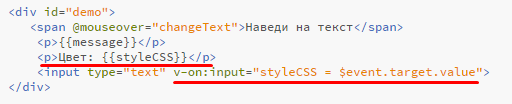 <div id="demo">
<span @mouseover="changeText">Наведи на текст</span>
<p>{{message}}</p>
<p>Цвет: {{styleCSS}}</p>
<input type="text" v-on:input="styleCSS = $event.target.value">
</div>